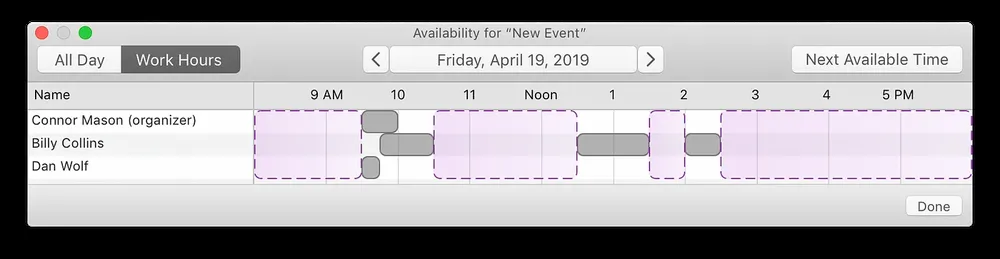 Availability for “New Event”
All Day Work Hours Friday, April 19, 2019 Next Available Time
Name 9 AM 10 11 Noon 1 2 3 4 5 PM
Connor Mason (organizer)
Billy Collins
Dan Wolf
Done